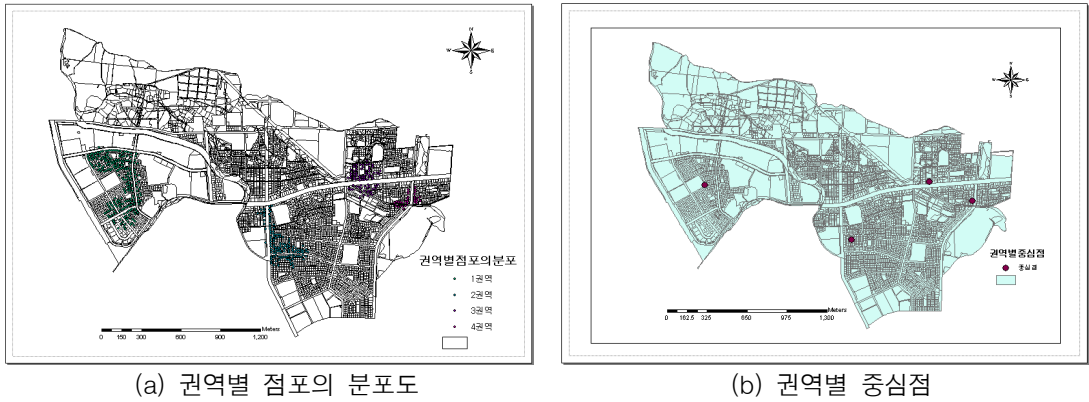 N
W
E
S
권역별점포의분포
1권역
2권역
3권역
4권역
Meters
0 150 300 600 900 1,200
(a) 권역별 점포의 분포도
N
W
E
S
권역별중심점
중심점
Meters
0 162.5 325 650 975 1,300
(b) 권역별 중심점